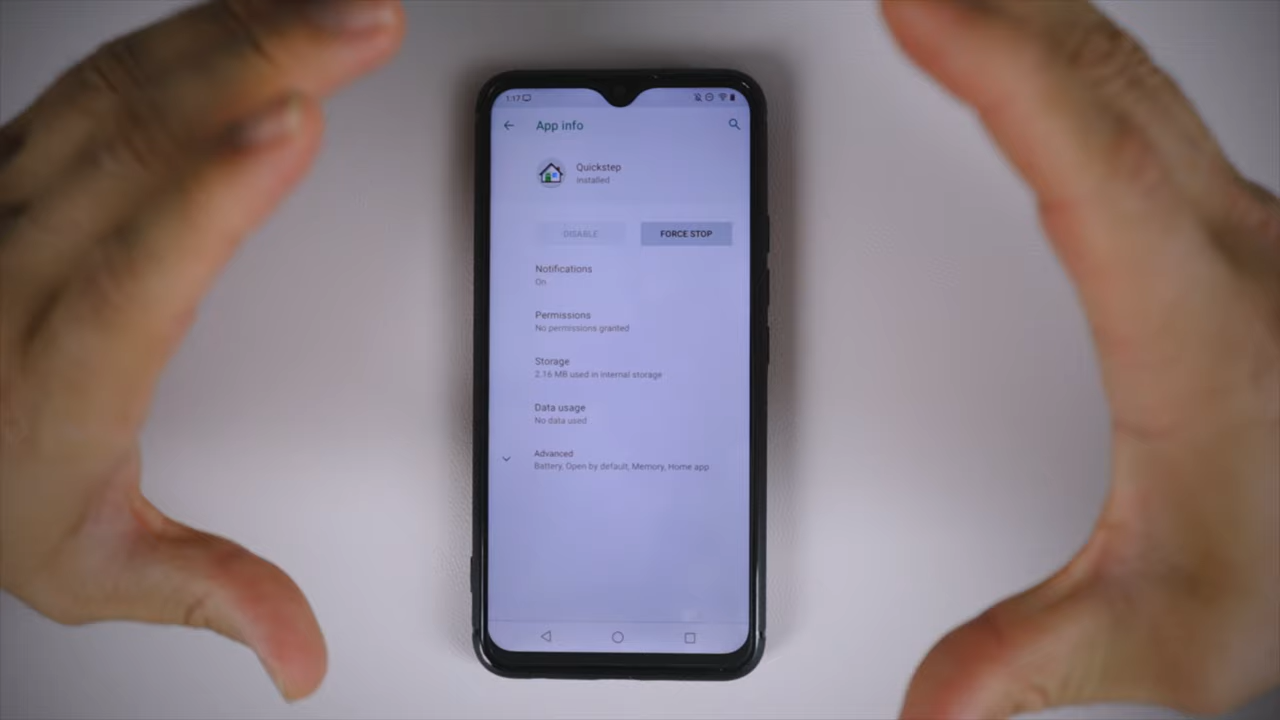 1:17
App info
Quickstep
Installed
DISABLE
FORCE STOP
Notifications
On
Permissions
No permissions granted
Storage
2.16 MB used in internal storage
Data usage
No data used
Advanced
Battery, Open by default, Memory, Home app